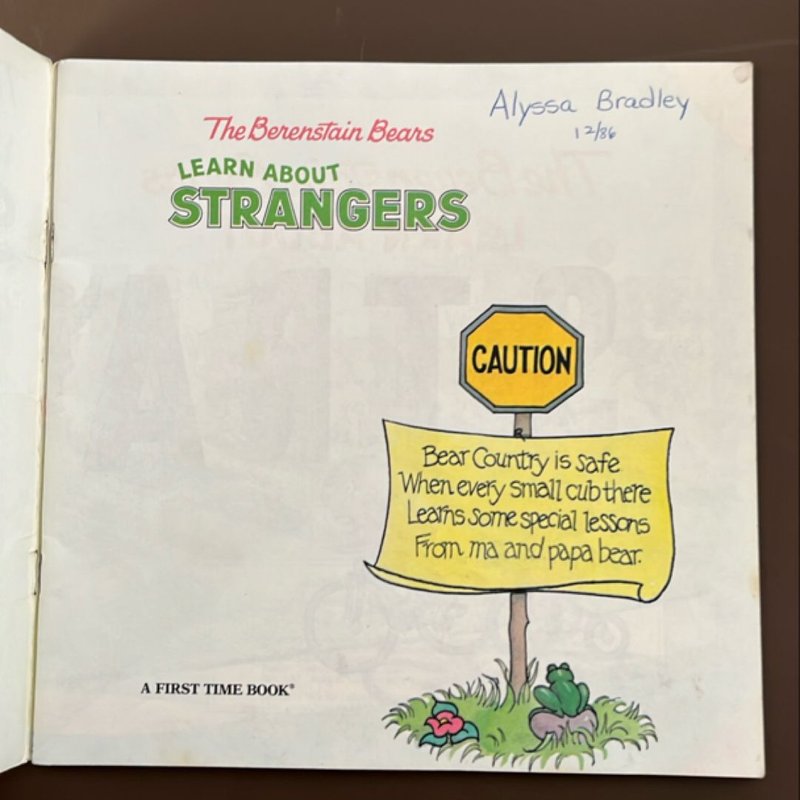 Alyssa Bradley
12/86
The Berenstain Bears
LEARN ABOUT
STRANGERS
CAUTION
Bear Country is safe
When every small cub there
Learns some special lessons
From ma and papa bear.
A FIRST TIME BOOK®